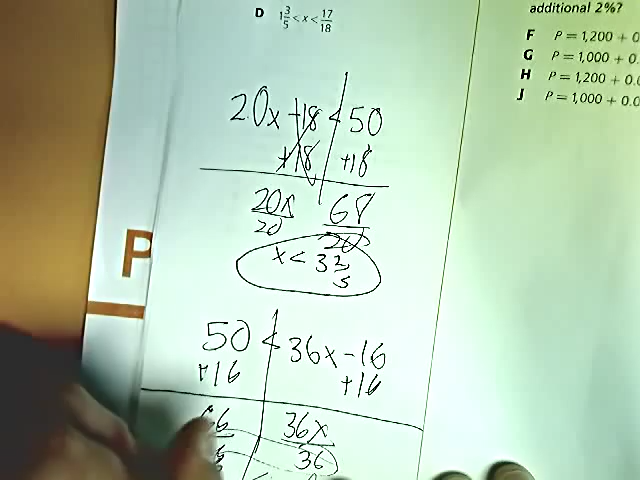 additional 2%?
D 1 3/5 < x < 17/18
F P = 1,200 + 0
G P = 1,000 + 0.
H P = 1,200 + 0.0
J P = 1,000 + 0.0
20x - 18 < 50
+18 +18
20x 68
20 20
x < 3 2/5
50 < 36x - 16
+16 +16
36x
36
P